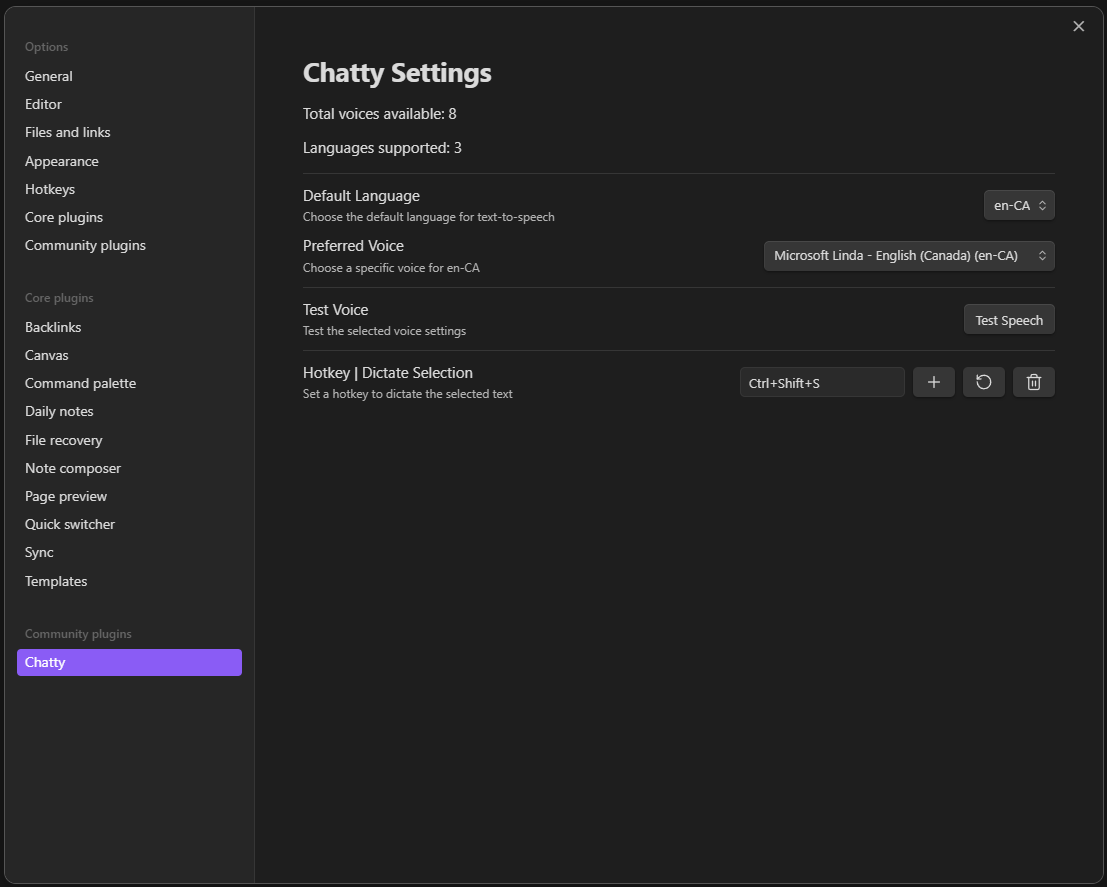 Options
General
Editor
Files and links
Appearance
Hotkeys
Core plugins
Community plugins
Core plugins
Backlinks
Canvas
Command palette
Daily notes
File recovery
Note composer
Page preview
Quick switcher
Sync
Templates
Community plugins
Chatty
Chatty Settings
Total voices available: 8
Languages supported: 3
Default Language
Choose the default language for text-to-speech
en-CA
Preferred Voice
Choose a specific voice for en-CA
Microsoft Linda - English (Canada) (en-CA)
Test Voice
Test the selected voice settings
Test Speech
Hotkey | Dictate Selection
Set a hotkey to dictate the selected text
Ctrl+Shift+S